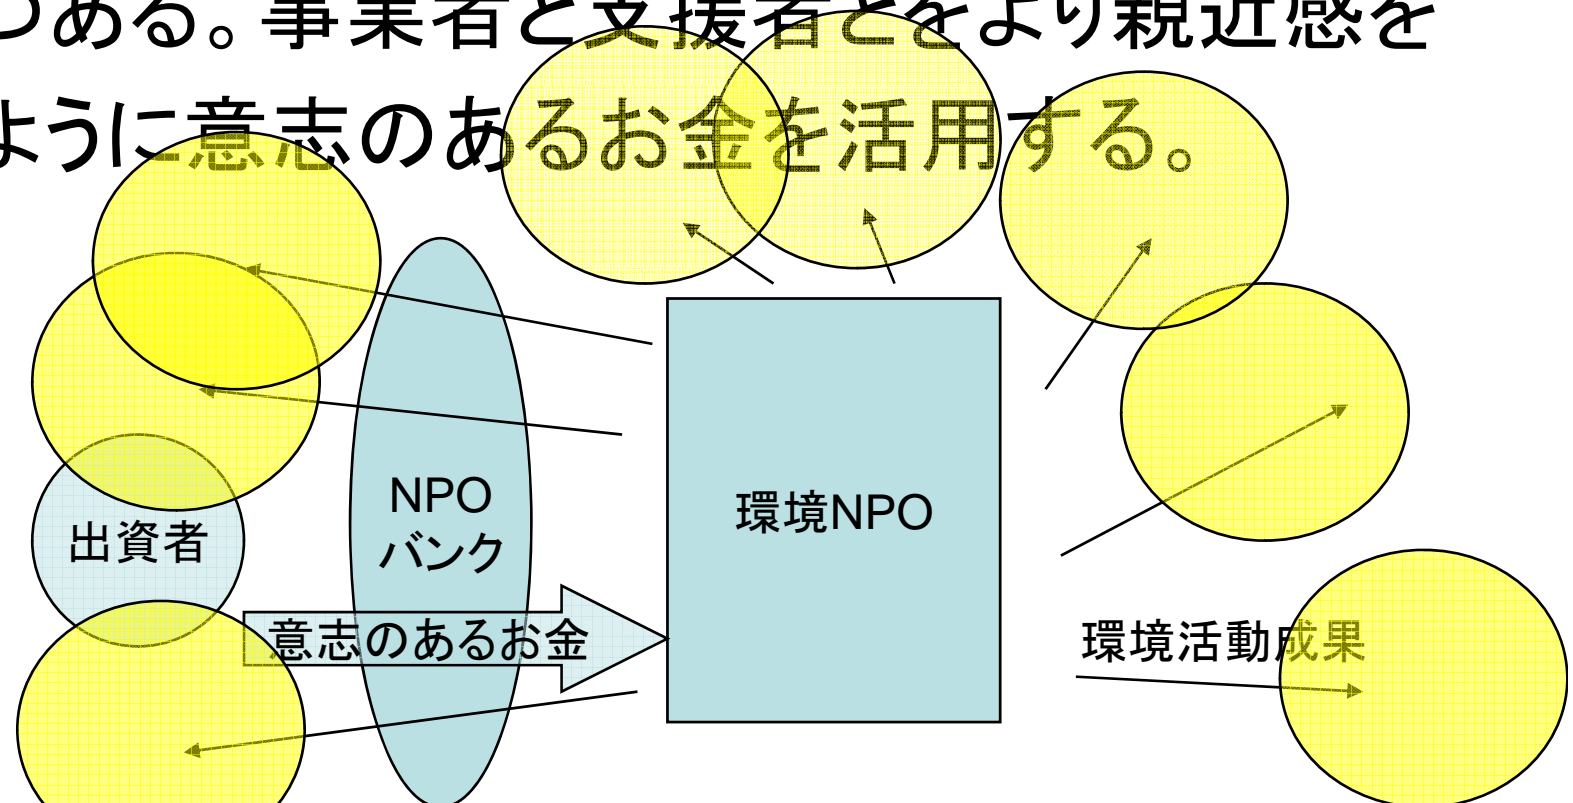 つある。事業者と支援者とをより親近感を
ように意志のあるお金を活用する。
NPO
バンク
環境NPO
出資者
意志のあるお金
環境活動成果